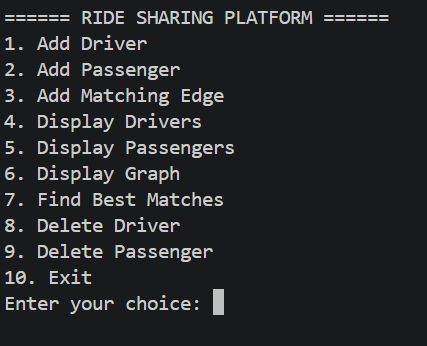 ====== RIDE SHARING PLATFORM ======
1. Add Driver
2. Add Passenger
3. Add Matching Edge
4. Display Drivers
5. Display Passengers
6. Display Graph
7. Find Best Matches
8. Delete Driver
9. Delete Passenger
10. Exit
Enter your choice: